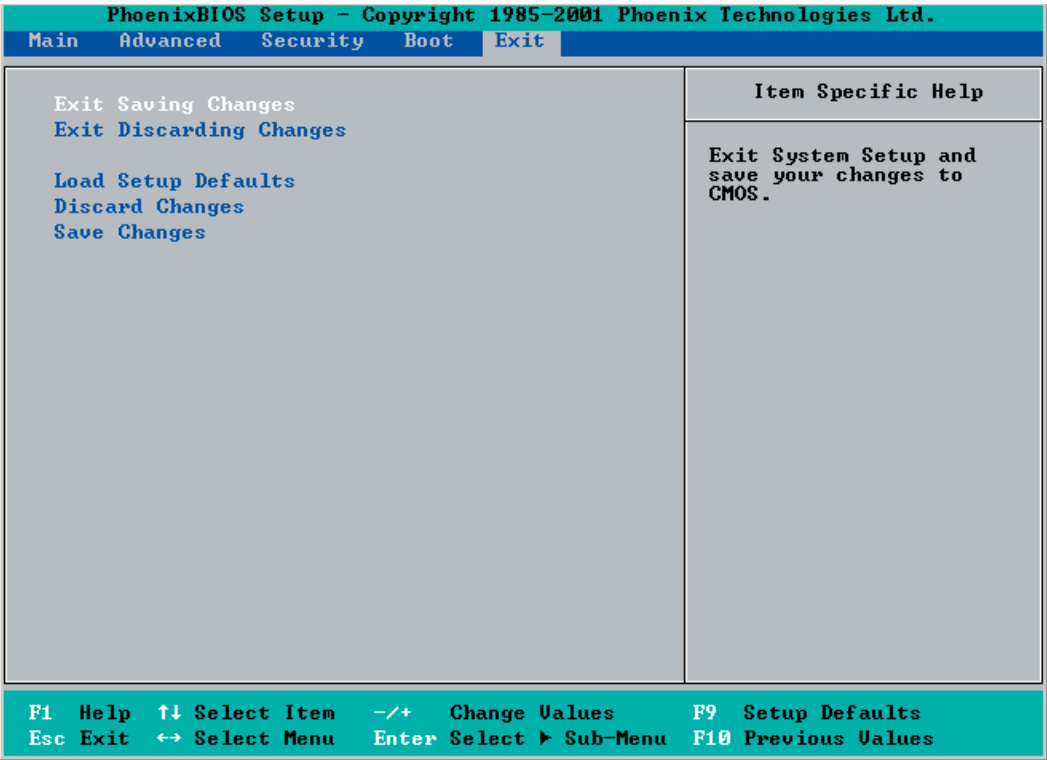 PhoenixBIOS Setup - Copyright 1985-2001 Phoenix Technologies Ltd.
Main Advanced Security Boot Exit
Exit Saving Changes
Exit Discarding Changes
Load Setup Defaults
Discard Changes
Save Changes
Item Specific Help
Exit System Setup and
save your changes to
CMOS.
F1 Help ↑↓ Select Item -/+ Change Values F9 Setup Defaults
Esc Exit ↔ Select Menu Enter Select ▶ Sub-Menu F10 Previous Values